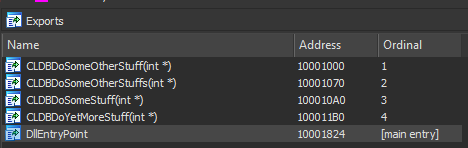 Exports
Name Address Ordinal
CLDBDoSomeOtherStuff(int *) 10001000 1
CLDBDoSomeOtherStuffs(int *) 10001070 2
CLDBDoSomeStuff(int *) 100010A0 3
CLDBDoYetMoreStuff(int *) 100011B0 4
DllEntryPoint 10001824 [main entry]